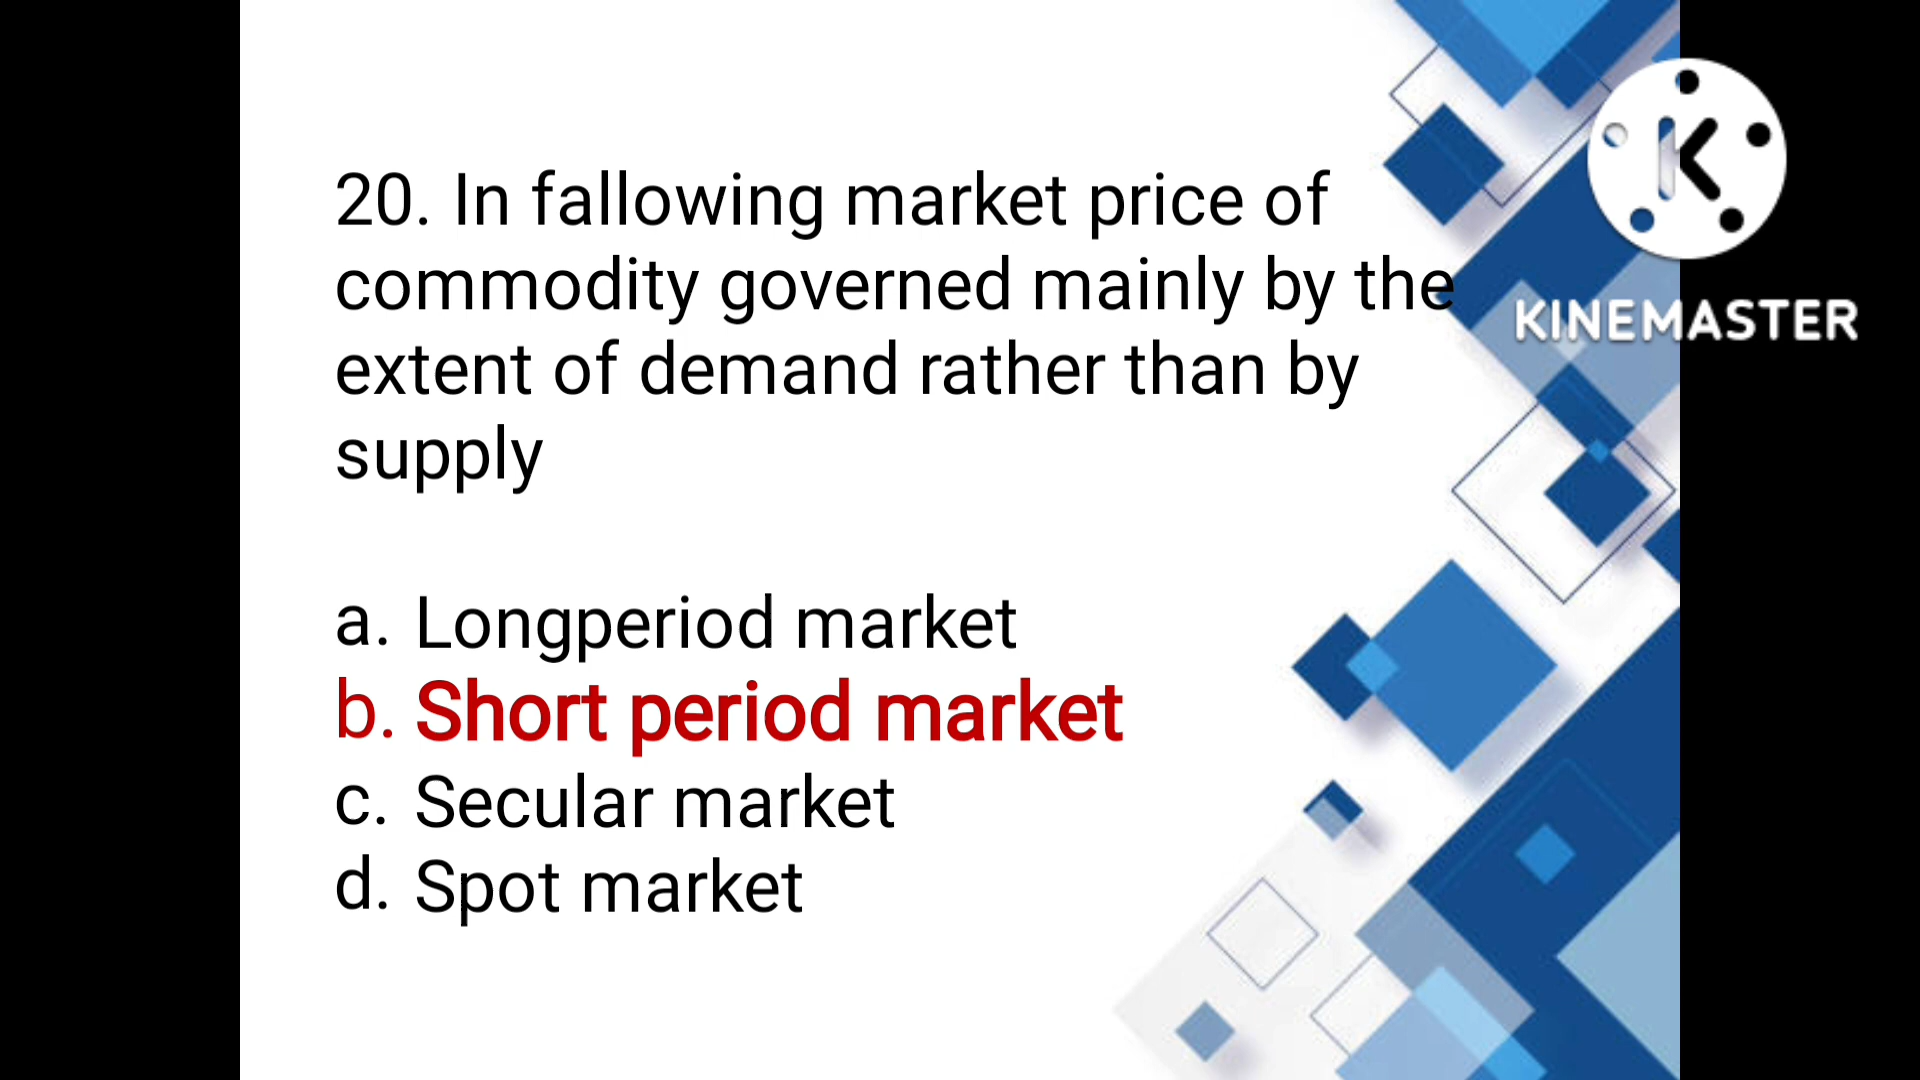 20. In fallowing market price of
commodity governed mainly by the
extent of demand rather than by
supply
a. Longperiod market
b. Short period market
c. Secular market
d. Spot market
K
KINEMASTER